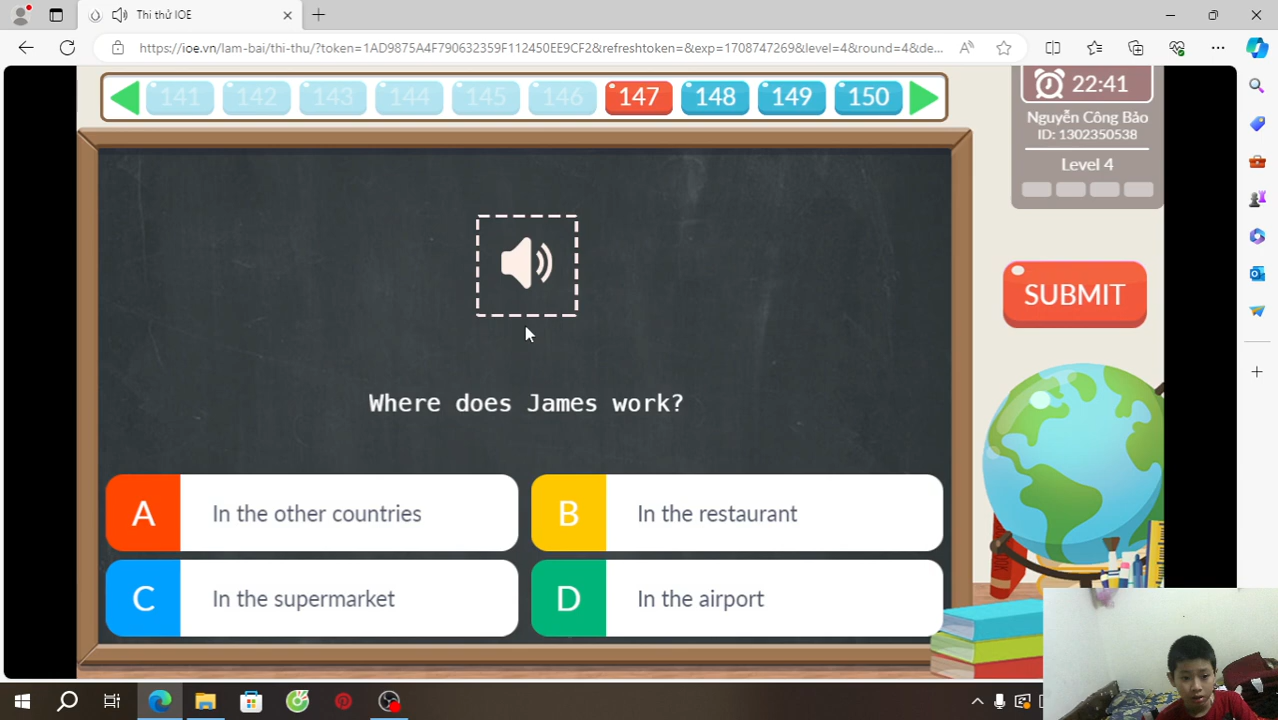 Thi thử IOE
https://ioe.vn/lam-bai/thi-thu/?token=1AD9875A4F790632359F112450EE9CF2&refreshtoken=&exp=1708747269&level=4&round=4&de...
141 142 143 144 145 146 147 148 149 150
22:41
Nguyễn Công Bảo
ID: 1302350538
Level 4
SUBMIT
Where does James work?
A In the other countries
B In the restaurant
C In the supermarket
D In the airport